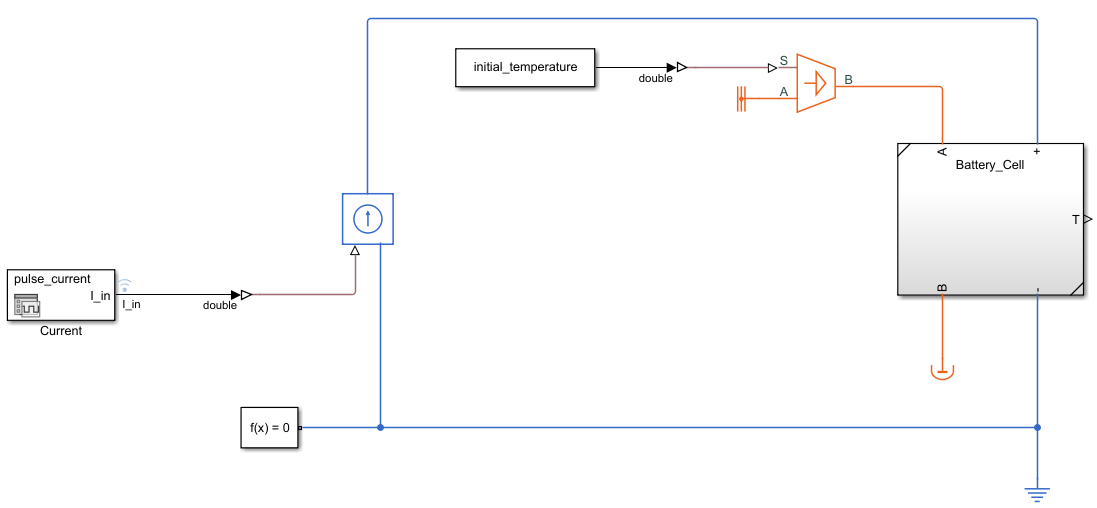 initial_temperature
double
S
A
B
A
+
Battery_Cell
T
B
-
pulse_current
I_in
I_in
double
Current
f(x) = 0